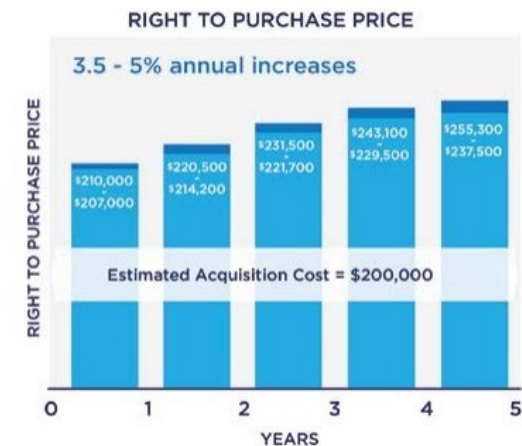 RIGHT TO PURCHASE PRICE
3.5 - 5% annual increases
RIGHT TO PURCHASE PRICE
$210,000
-
$207,000
$220,500
-
$214,200
$231,500
-
$221,700
$243,100
-
$229,500
$255,300
-
$237,500
Estimated Acquisition Cost = $200,000
0 1 2 3 4 5
YEARS